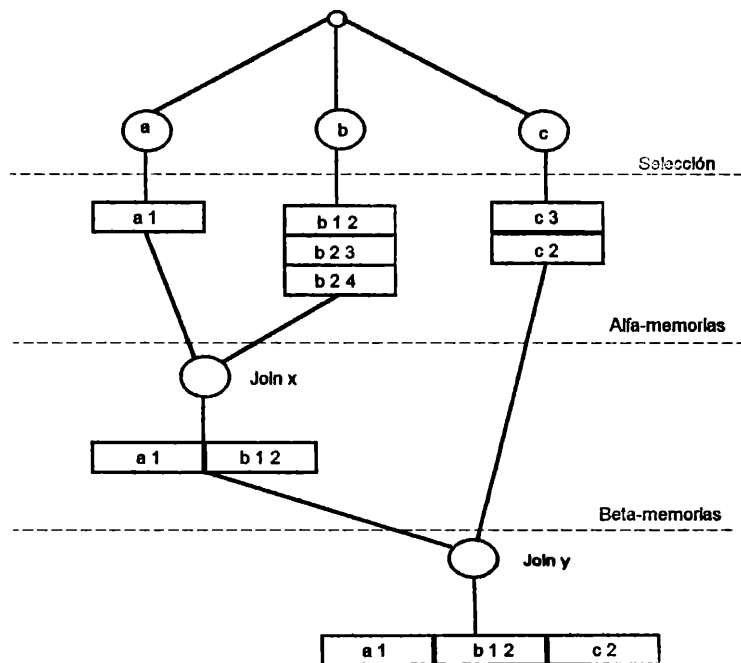 a
b
c
Selección
a 1
b 1 2
c 3
b 2 3
c 2
b 2 4
Alfa-memorias
Join x
a 1
b 1 2
Beta-memorias
Join y
a 1
b 1 2
c 2